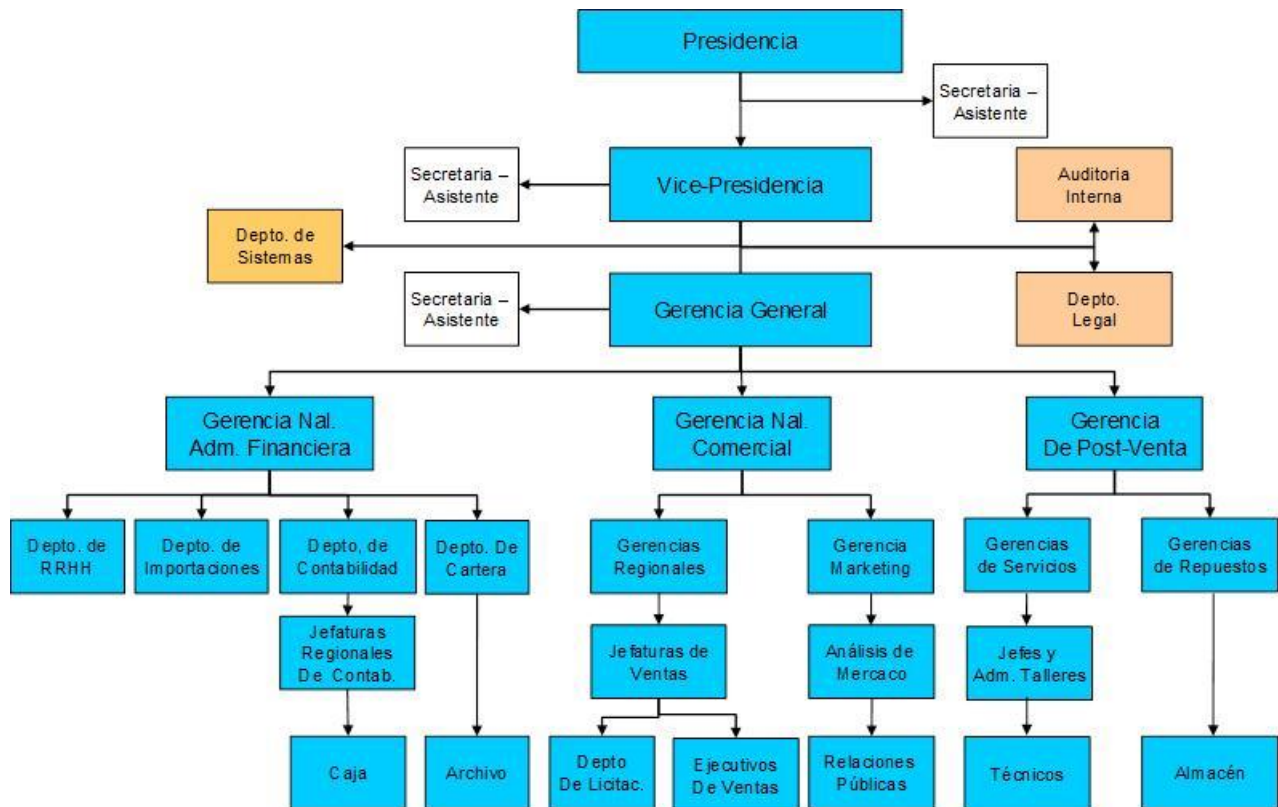 Presidencia
Secretaria –
Asistente
Secretaria –
Asistente
Vice-Presidencia
Auditoria
Interna
Depto. de
Sistemas
Secretaria –
Asistente
Gerencia General
Depto.
Legal
Gerencia Nal.
Adm. Financiera
Gerencia Nal.
Comercial
Gerencia
De Post-Venta
Depto. de
RRHH
Depto. de
Importaciones
Depto, de
Contabilidad
Depto. De
Cartera
Gerencias
Regionales
Gerencia
Marketing
Gerencias
de Servicios
Gerencias
de Repuestos
Jefaturas
Regionales
De Contab.
Jefaturas de
Ventas
Análisis de
Mercaco
Jefes y
Adm. Talleres
Caja
Archivo
Depto
De Licitac.
Ejecutivos
De Ventas
Relaciones
Públicas
Técnicos
Almacén